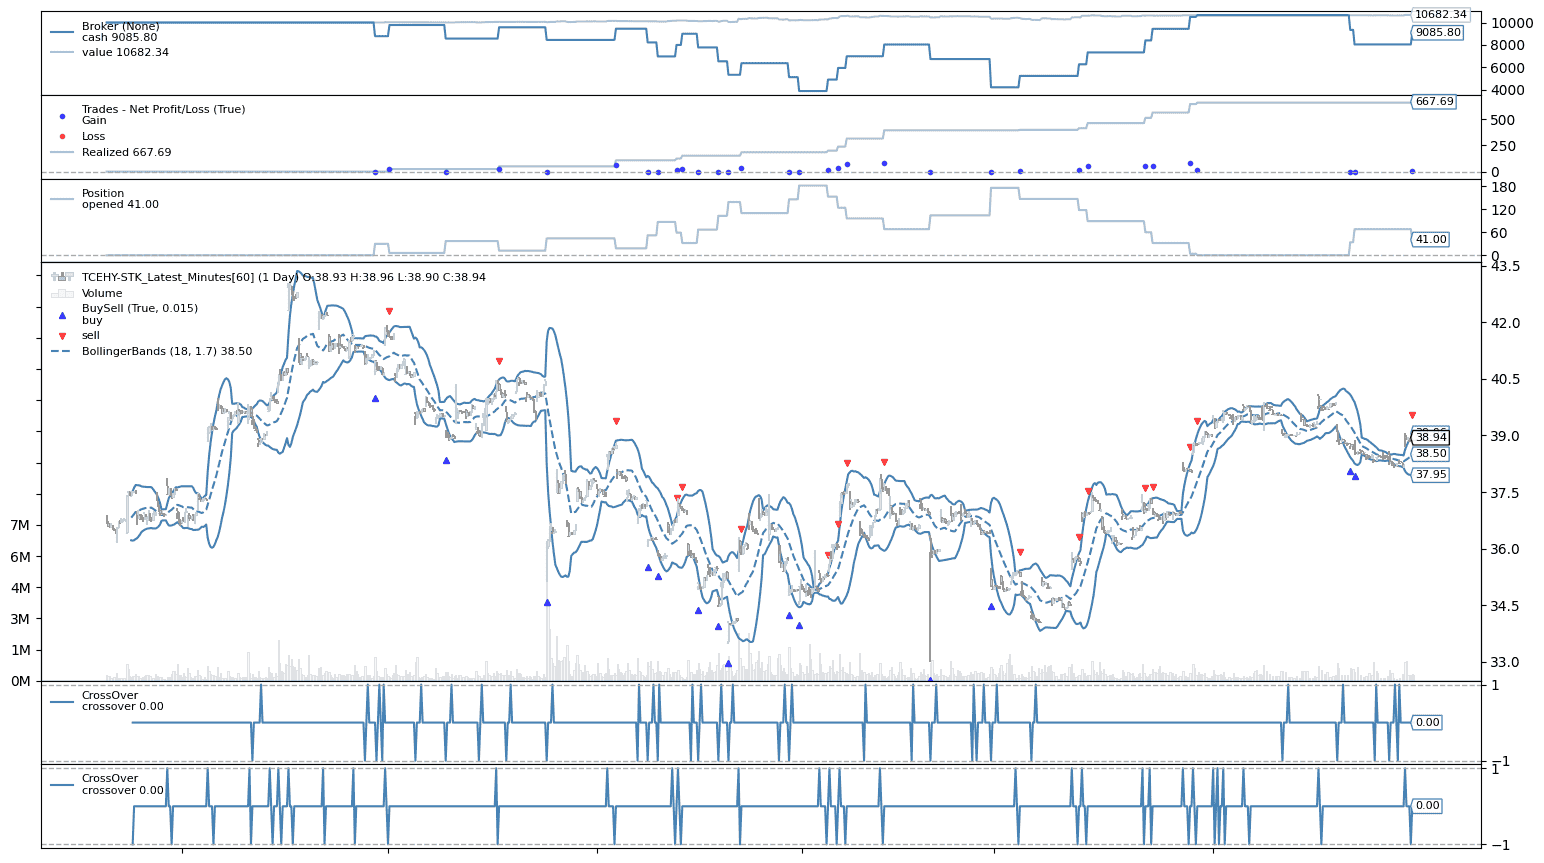 Broker (None)
cash 9085.80
value 10682.34
10682.34
9085.80
10000
8000
6000
4000
Trades - Net Profit/Loss (True)
Gain
Loss
Realized 667.69
667.69
500
250
0
Position
opened 41.00
41.00
180
120
60
0
TCEHY-STK_Latest_Minutes[60] (1 Day) O:38.93 H:38.96 L:38.90 C:38.94
Volume
BuySell (True, 0.015)
buy
sell
BollingerBands (18, 1.7) 38.50
43.5
42.0
40.5
39.0
37.5
36.0
34.5
33.0
38.94
38.50
37.95
7M
6M
4M
3M
1M
0M
CrossOver
crossover 0.00
1
0.00
−1
CrossOver
crossover 0.00
1
0.00
−1